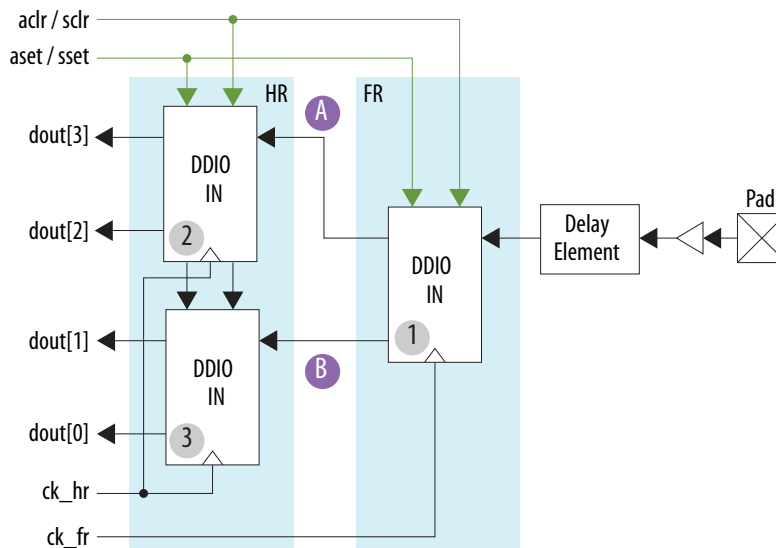 aclr / sclr
aset / sset
HR
A
FR
dout[3]
DDIO
IN
dout[2]
2
Pad
Delay
Element
DDIO
IN
1
dout[1]
DDIO
IN
B
dout[0]
3
ck_hr
ck_fr